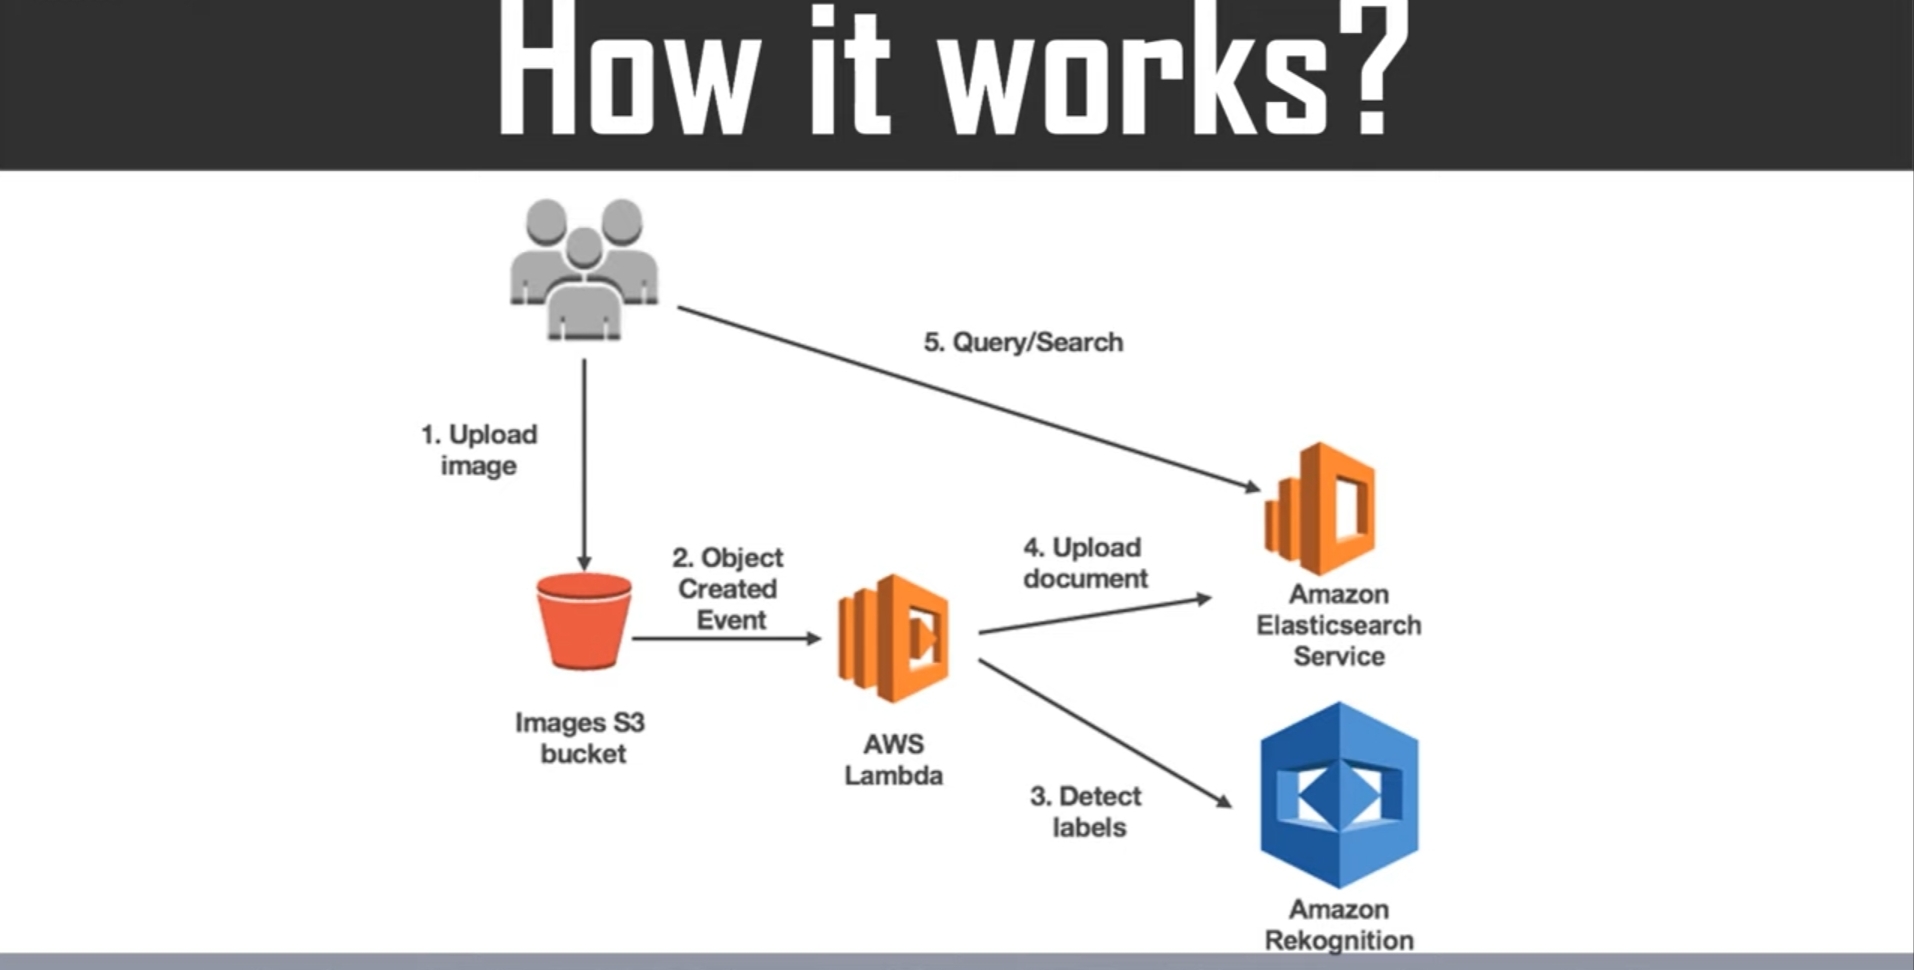 How it works?
5. Query/Search
1. Upload
image
2. Object
Created
Event
4. Upload
document
Amazon
Elasticsearch
Service
Images S3
bucket
AWS
Lambda
3. Detect
labels
Amazon
Rekognition